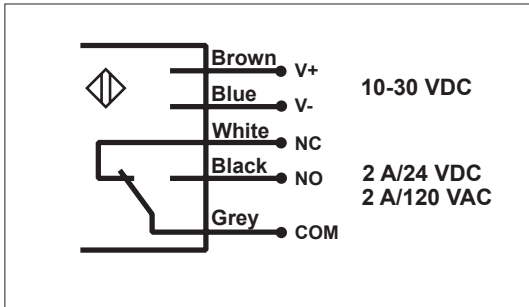 Brown V+
Blue V-
10-30 VDC
White NC
Black NO
2 A/24 VDC
2 A/120 VAC
Grey COM